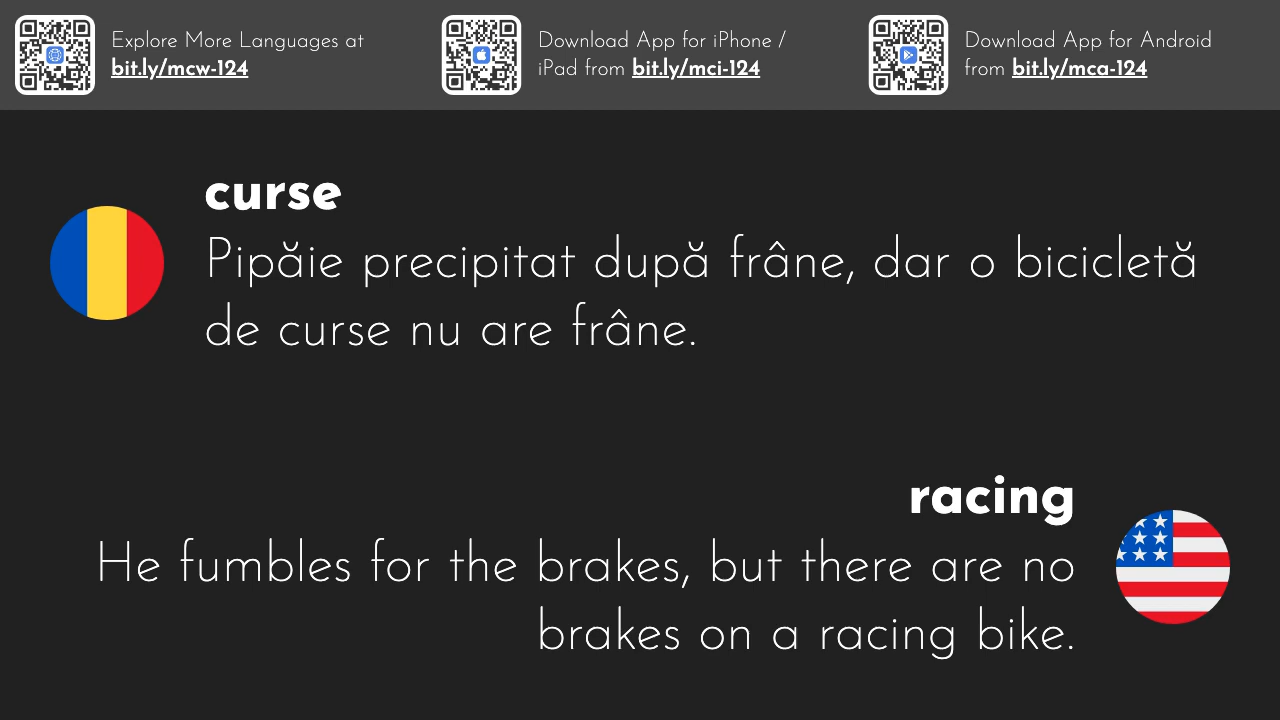 Explore More Languages at
bit.ly/mcw-124
Download App for iPhone /
iPad from bit.ly/mci-124
Download App for Android
from bit.ly/mca-124
curse
Pipăie precipitat după frâne, dar o bicicletă
de curse nu are frâne.
racing
He fumbles for the brakes, but there are no
brakes on a racing bike.